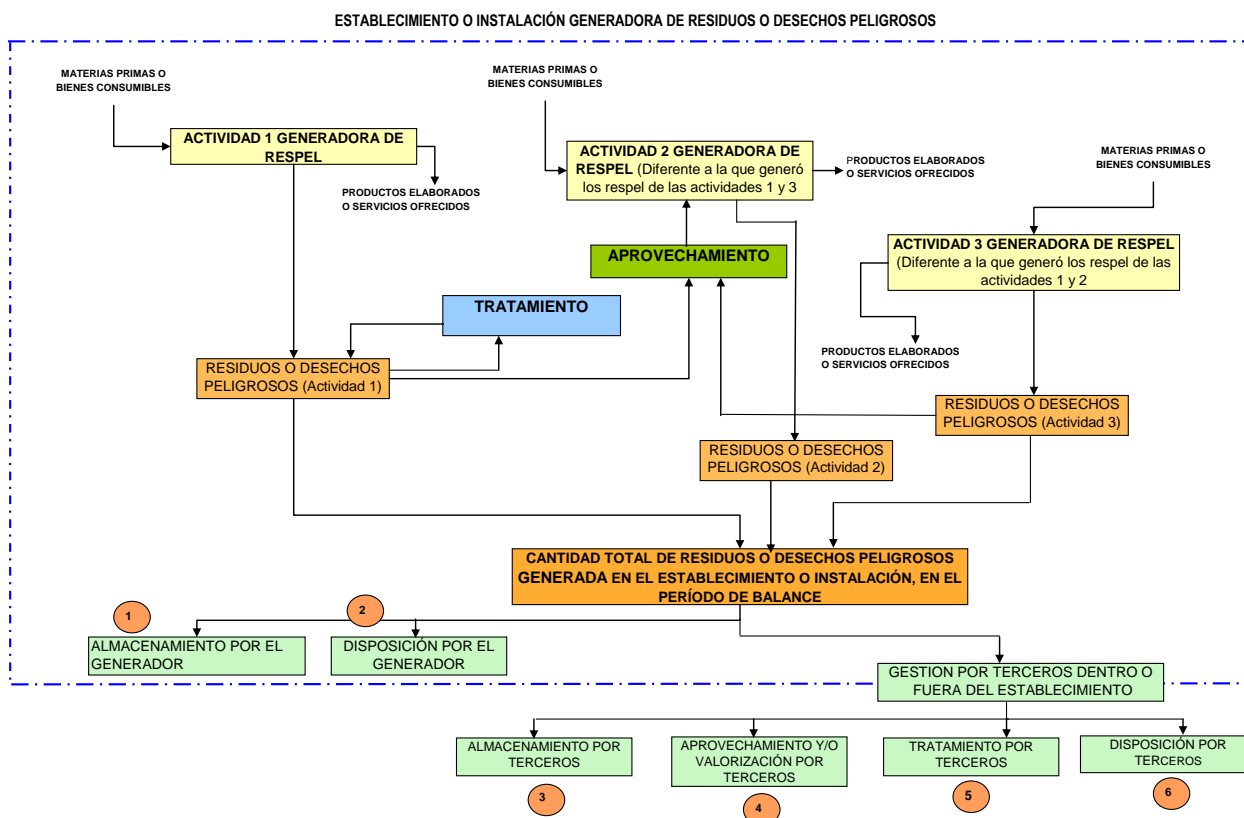 ESTABLECIMIENTO O INSTALACIÓN GENERADORA DE RESIDUOS O DESECHOS PELIGROSOS
MATERIAS PRIMAS O
BIENES CONSUMIBLES
ACTIVIDAD 1 GENERADORA DE
RESPEL
PRODUCTOS ELABORADOS
O SERVICIOS OFRECIDOS
MATERIAS PRIMAS O
BIENES CONSUMIBLES
ACTIVIDAD 2 GENERADORA DE
RESPEL (Diferente a la que generó
los respel de las actividades 1 y 3
PRODUCTOS ELABORADOS
O SERVICIOS OFRECIDOS
MATERIAS PRIMAS O
BIENES CONSUMIBLES
ACTIVIDAD 3 GENERADORA DE RESPEL
(Diferente a la que generó los respel de las
actividades 1 y 2
PRODUCTOS ELABORADOS
O SERVICIOS OFRECIDOS
APROVECHAMIENTO
TRATAMIENTO
RESIDUOS O DESECHOS
PELIGROSOS (Actividad 1)
RESIDUOS O DESECHOS
PELIGROSOS (Actividad 3)
RESIDUOS O DESECHOS
PELIGROSOS (Actividad 2)
CANTIDAD TOTAL DE RESIDUOS O DESECHOS PELIGROSOS
GENERADA EN EL ESTABLECIMIENTO O INSTALACIÓN, EN EL
PERÍODO DE BALANCE
1
ALMACENAMIENTO POR EL
GENERADOR
2
DISPOSICIÓN POR EL
GENERADOR
GESTION POR TERCEROS DENTRO O
FUERA DEL ESTABLECIMIENTO
ALMACENAMIENTO POR
TERCEROS
3
APROVECHAMIENTO Y/O
VALORIZACIÓN POR
TERCEROS
4
TRATAMIENTO POR
TERCEROS
5
DISPOSICIÓN POR
TERCEROS
6